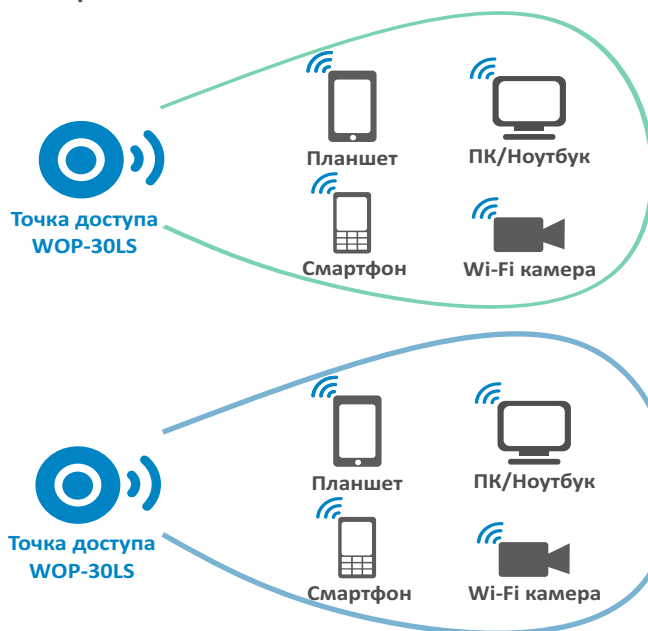 Планшет
ПК/Ноутбук
Точка доступа
WOP-30LS
Смартфон
Wi-Fi камера
Планшет
ПК/Ноутбук
Точка доступа
WOP-30LS
Смартфон
Wi-Fi камера